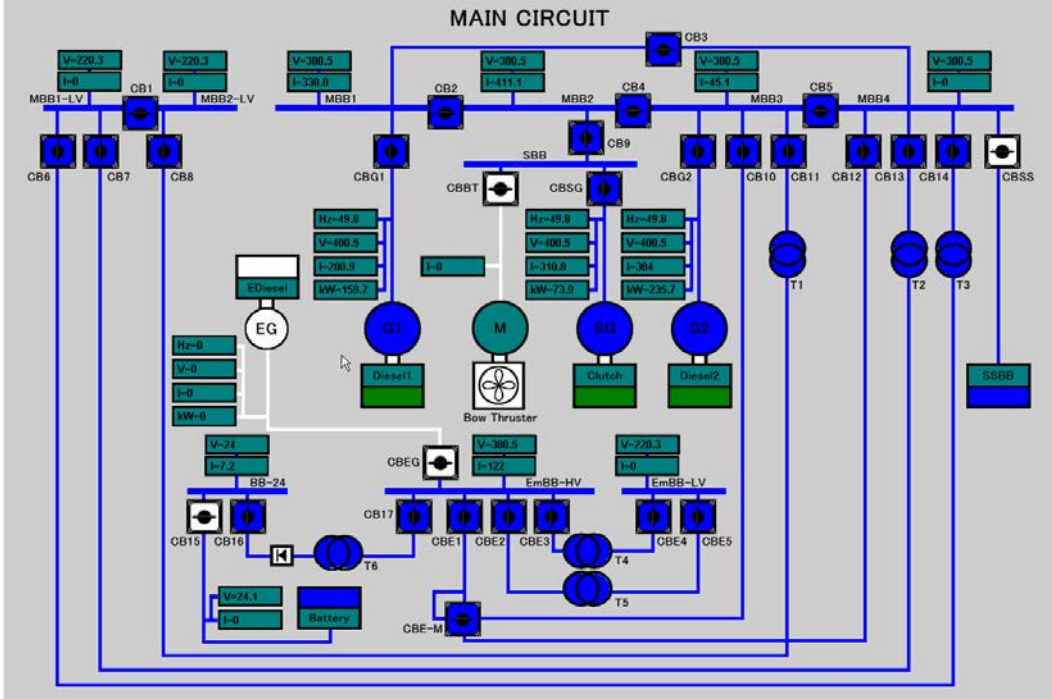 MAIN CIRCUIT
CB3
V=220.3
V=220.3
V=300.5
V=300.5
V=300.5
V=300.5
I=0
I=0
I=330.0
I=411.1
I=45.1
I=0
CB1
CB2
CB4
CB5
MBB1-LV
MBB2-LV
MBB1
MBB2
MBB3
MBB4
CB9
CB6
CB7
CB8
CBG1
SBB
CBG2
CB10
CB11
CB12
CB13
CB14
CBSS
CBBT
CBSG
Hz=49.8
Hz=49.8
Hz=49.8
V=400.5
V=400.5
V=400.5
I=280.9
I=0
I=310.8
I=384
kW=159.7
kW=73.9
kW=235.7
T1
T2
T3
EDiesel
EG
G1
M
SG
G2
Hz=0
V=0
I=0
kW=0
Diesel1
Clutch
Diesel2
SSBB
Bow Thruster
V=24
I=7.2
CBEG
V=300.5
I=122
V=220.3
I=0
BB-24
EmBB-HV
EmBB-LV
CB15
CB16
CB17
CBE1
CBE2
CBE3
CBE4
CBE5
T6
T4
T5
V=24.1
I=0
Battery
CBE-M